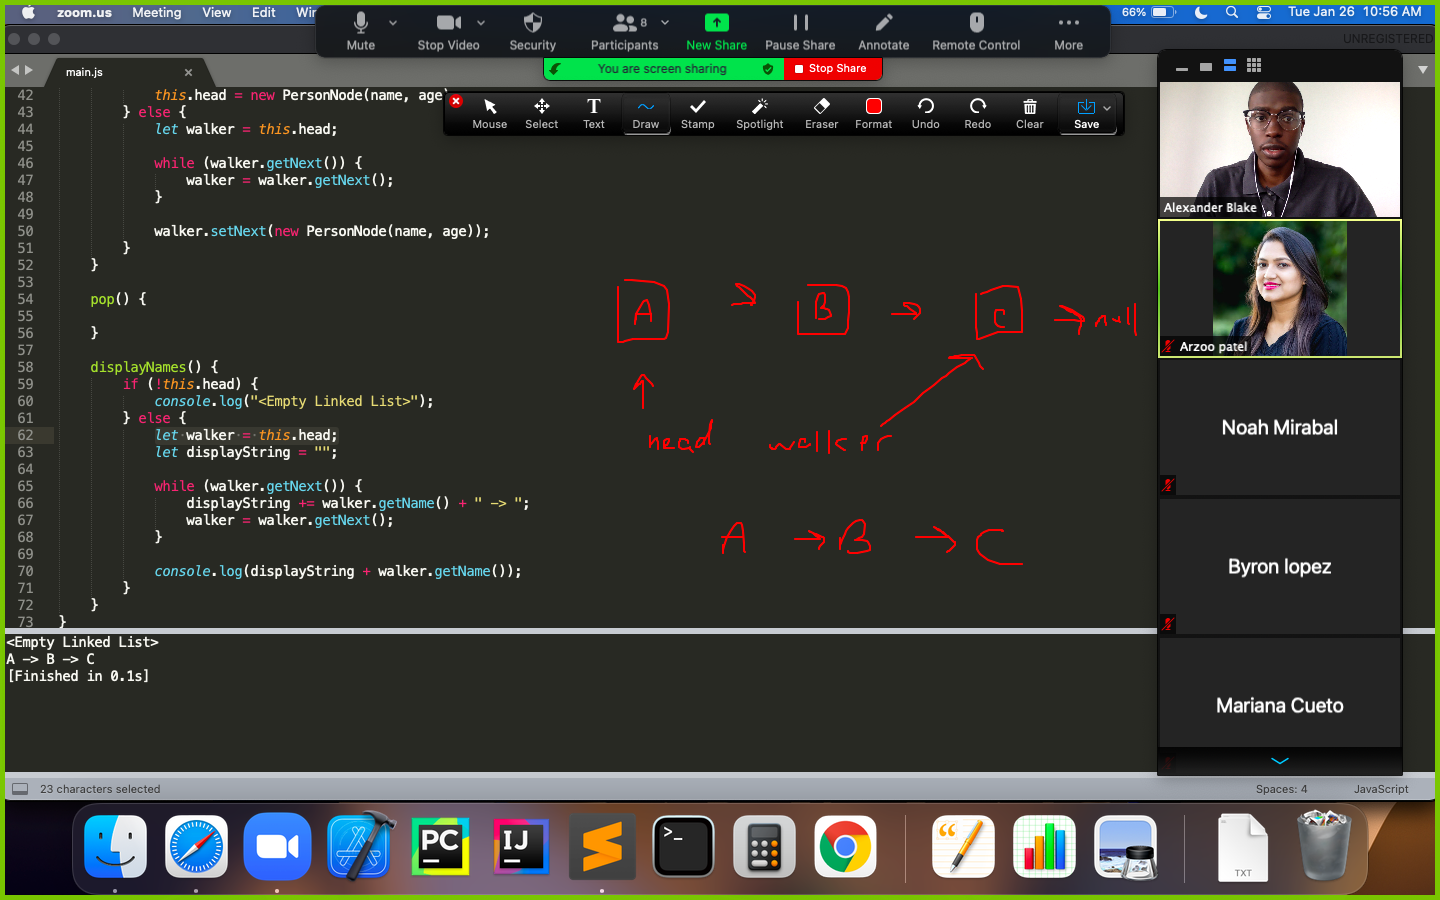 zoom.us Meeting View Edit Wir
66% Tue Jan 26 10:56 AM
Mute Stop Video Security Participants 8 New Share Pause Share Annotate Remote Control More
You are screen sharing Stop Share
UNREGISTERED
main.js
Mouse Select Text Draw Stamp Spotlight Eraser Format Undo Redo Clear Save
42 this.head = new PersonNode(name, age)
43 } else {
44 let walker = this.head;
45
46 while (walker.getNext()) {
47 walker = walker.getNext();
48 }
49
50 walker.setNext(new PersonNode(name, age));
51 }
52 }
53
54 pop() {
55
56 }
57
58 displayNames() {
59 if (!this.head) {
60 console.log("<Empty Linked List>");
61 } else {
62 let walker = this.head;
63 let displayString = "";
64
65 while (walker.getNext()) {
66 displayString += walker.getName() + " -> ";
67 walker = walker.getNext();
68 }
69
70 console.log(displayString + walker.getName());
71 }
72 }
73 }
A → B → C → null
head walker
A → B → C
<Empty Linked List>
A -> B -> C
[Finished in 0.1s]
Alexander Blake
Arzoo patel
Noah Mirabal
Byron lopez
Mariana Cueto
23 characters selected
Spaces: 4 JavaScript
PC IJ >_ TXT